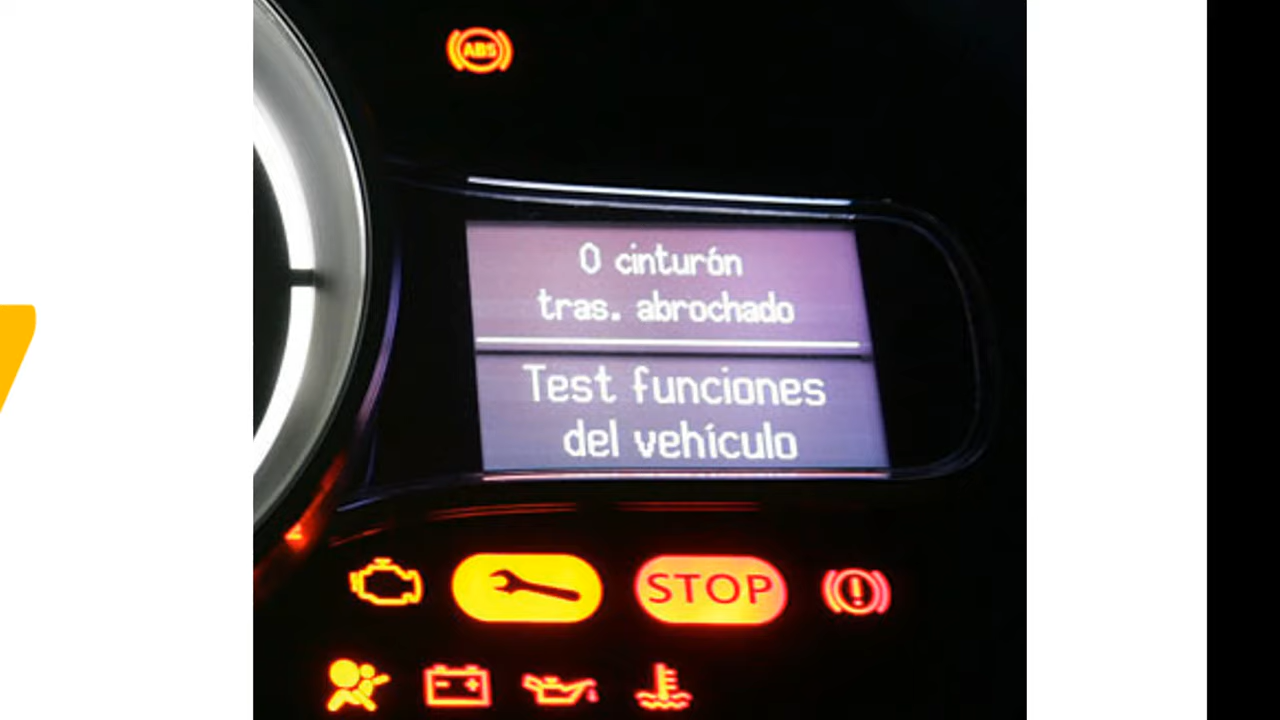 ABS
0 cinturón
tras. abrochado
Test funciones
del vehículo
STOP